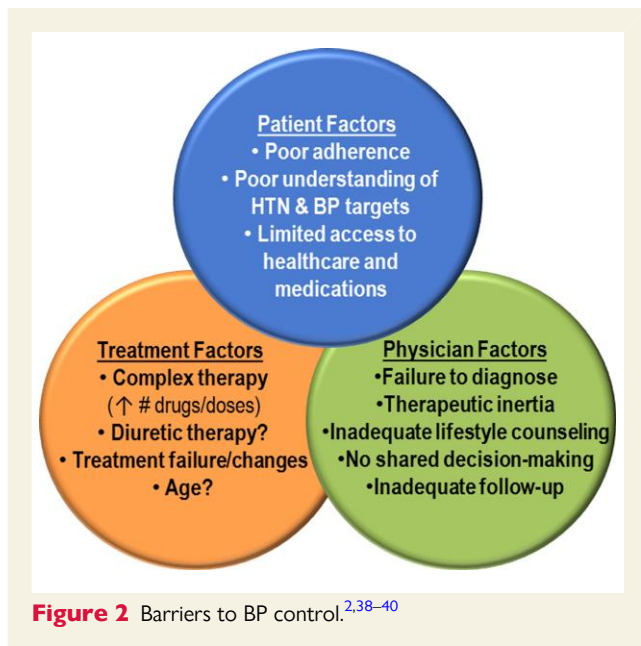 Patient Factors
• Poor adherence
• Poor understanding of
HTN & BP targets
• Limited access to
healthcare and
medications
Treatment Factors
• Complex therapy
(↑ # drugs/doses)
• Diuretic therapy?
• Treatment failure/changes
• Age?
Physician Factors
•Failure to diagnose
•Therapeutic inertia
•Inadequate lifestyle counseling
•No shared decision-making
•Inadequate follow-up
Figure 2 Barriers to BP control.2,38–40